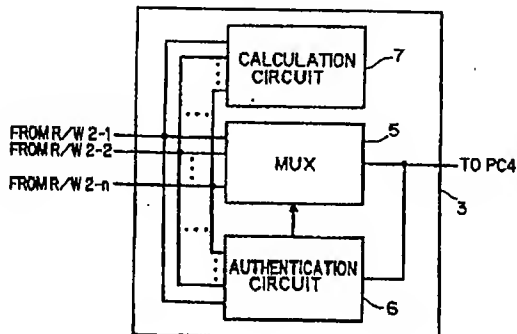 CALCULATION
CIRCUIT
7
FROM R/W 2-1
FROM R/W 2-2
FROM R/W 2-n
5
MUX
TO PC4
3
AUTHENTICATION
CIRCUIT
6